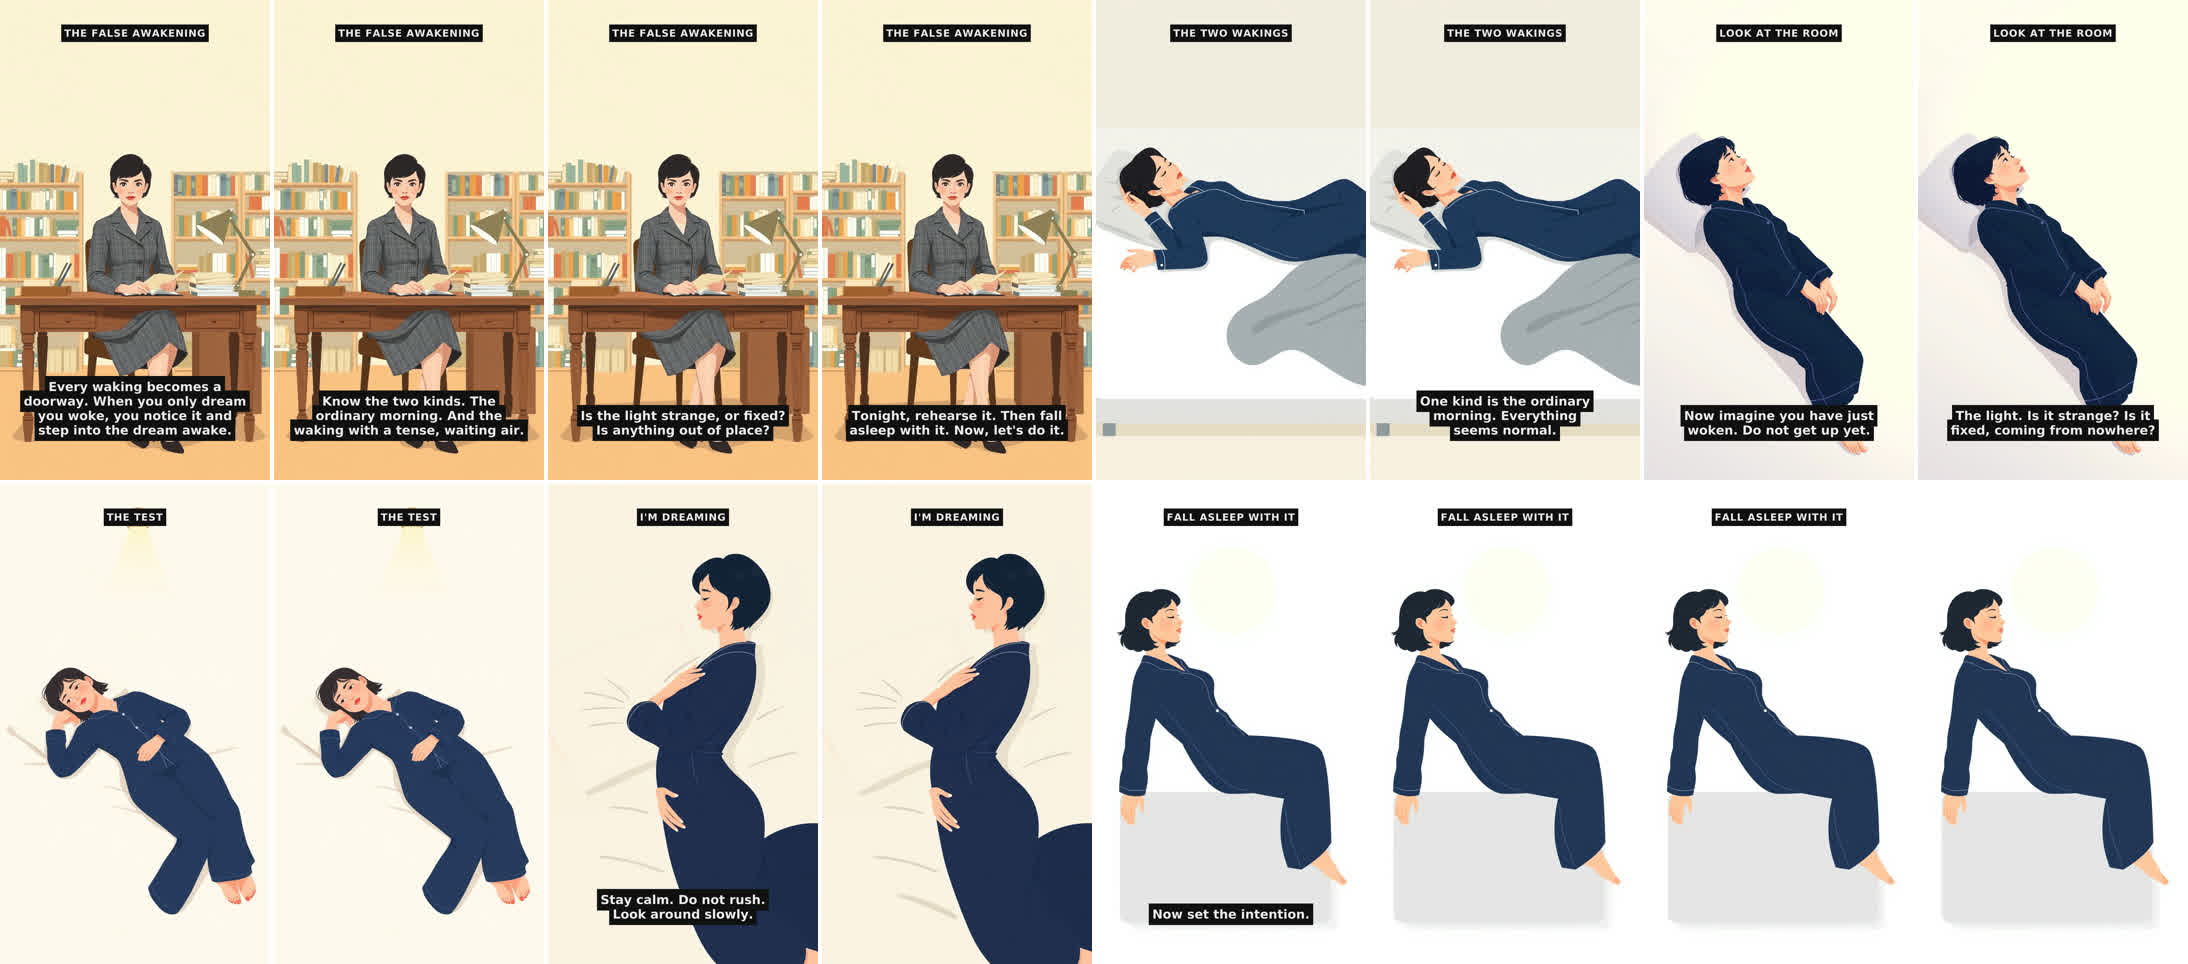 THE FALSE AWAKENING
Every waking becomes a
doorway. When you only dream
you woke, you notice it and
step into the dream awake.
THE FALSE AWAKENING
Know the two kinds. The
ordinary morning. And the
waking with a tense, waiting air.
THE FALSE AWAKENING
Is the light strange, or fixed?
Is anything out of place?
THE FALSE AWAKENING
Tonight, rehearse it. Then fall
asleep with it. Now, let's do it.
THE TWO WAKINGS
THE TWO WAKINGS
One kind is the ordinary
morning. Everything
seems normal.
LOOK AT THE ROOM
Now imagine you have just
woken. Do not get up yet.
LOOK AT THE ROOM
The light. Is it strange? Is it
fixed, coming from nowhere?
THE TEST
THE TEST
I'M DREAMING
Stay calm. Do not rush.
Look around slowly.
I'M DREAMING
FALL ASLEEP WITH IT
Now set the intention.
FALL ASLEEP WITH IT
FALL ASLEEP WITH IT